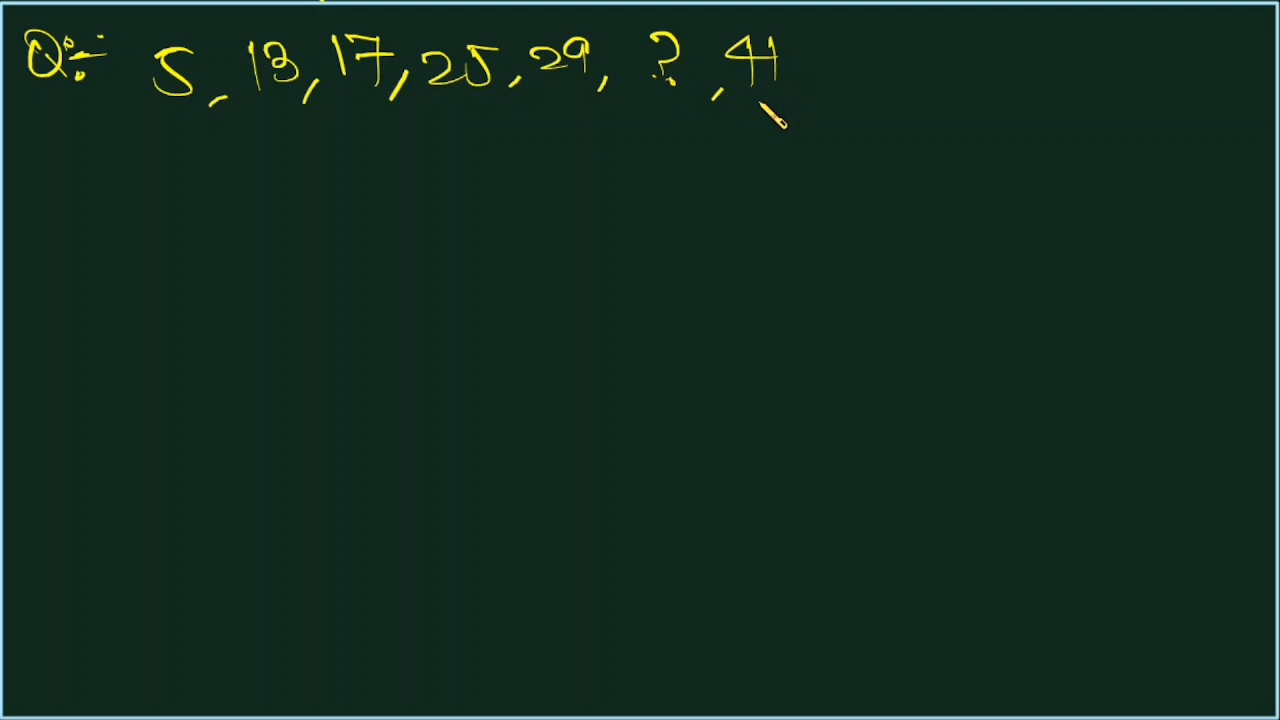 Q:- 5, 13, 17, 25, 29, ?, 41